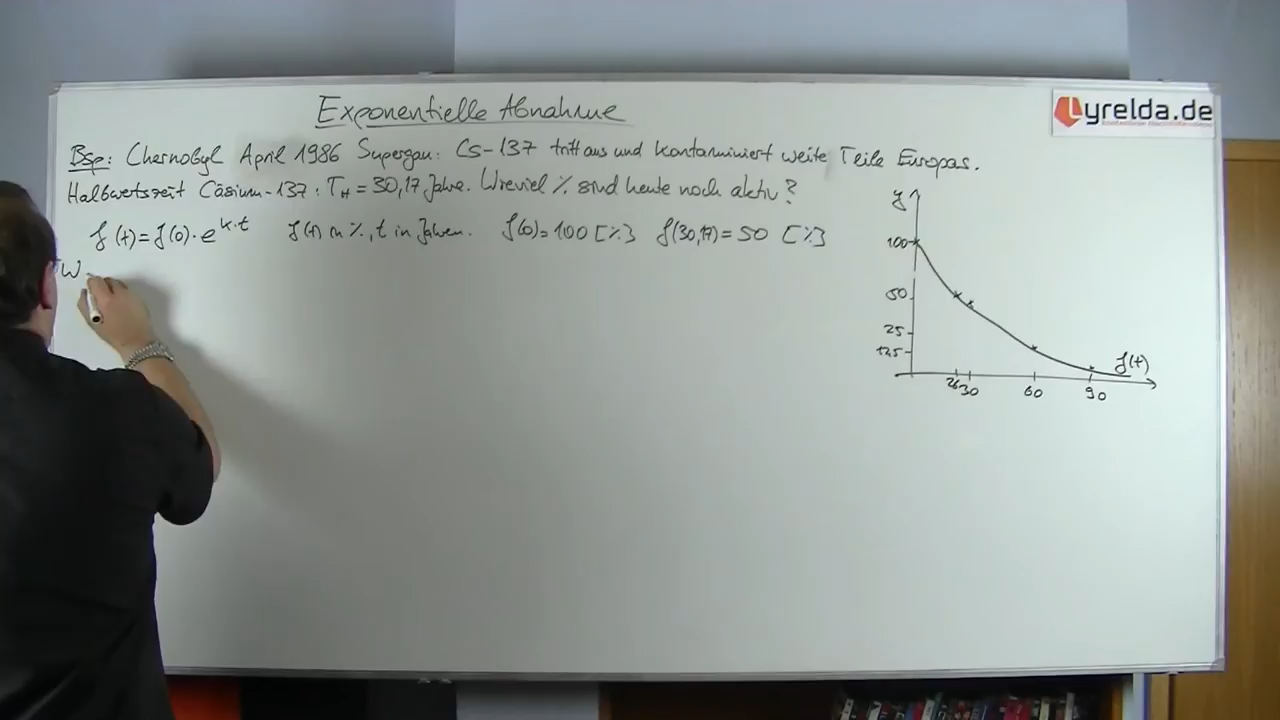 Exponentielle Abnahme
Lyrelda.de
Bsp: Chernobyl April 1986 Supergau: Cs-137 tritt aus und kontaminiert weite Teile Europas.
Halbwertszeit Cäsium-137: T_H = 30,17 Jahre. Wieviel % sind heute noch aktiv?
f(t)=f(0)·e^k·t f(t) in %, t in Jahren. f(0)=100 [%] f(30,17)=50 [%]
W
y
100
50
25
12,5
f(t)
26 30 60 90